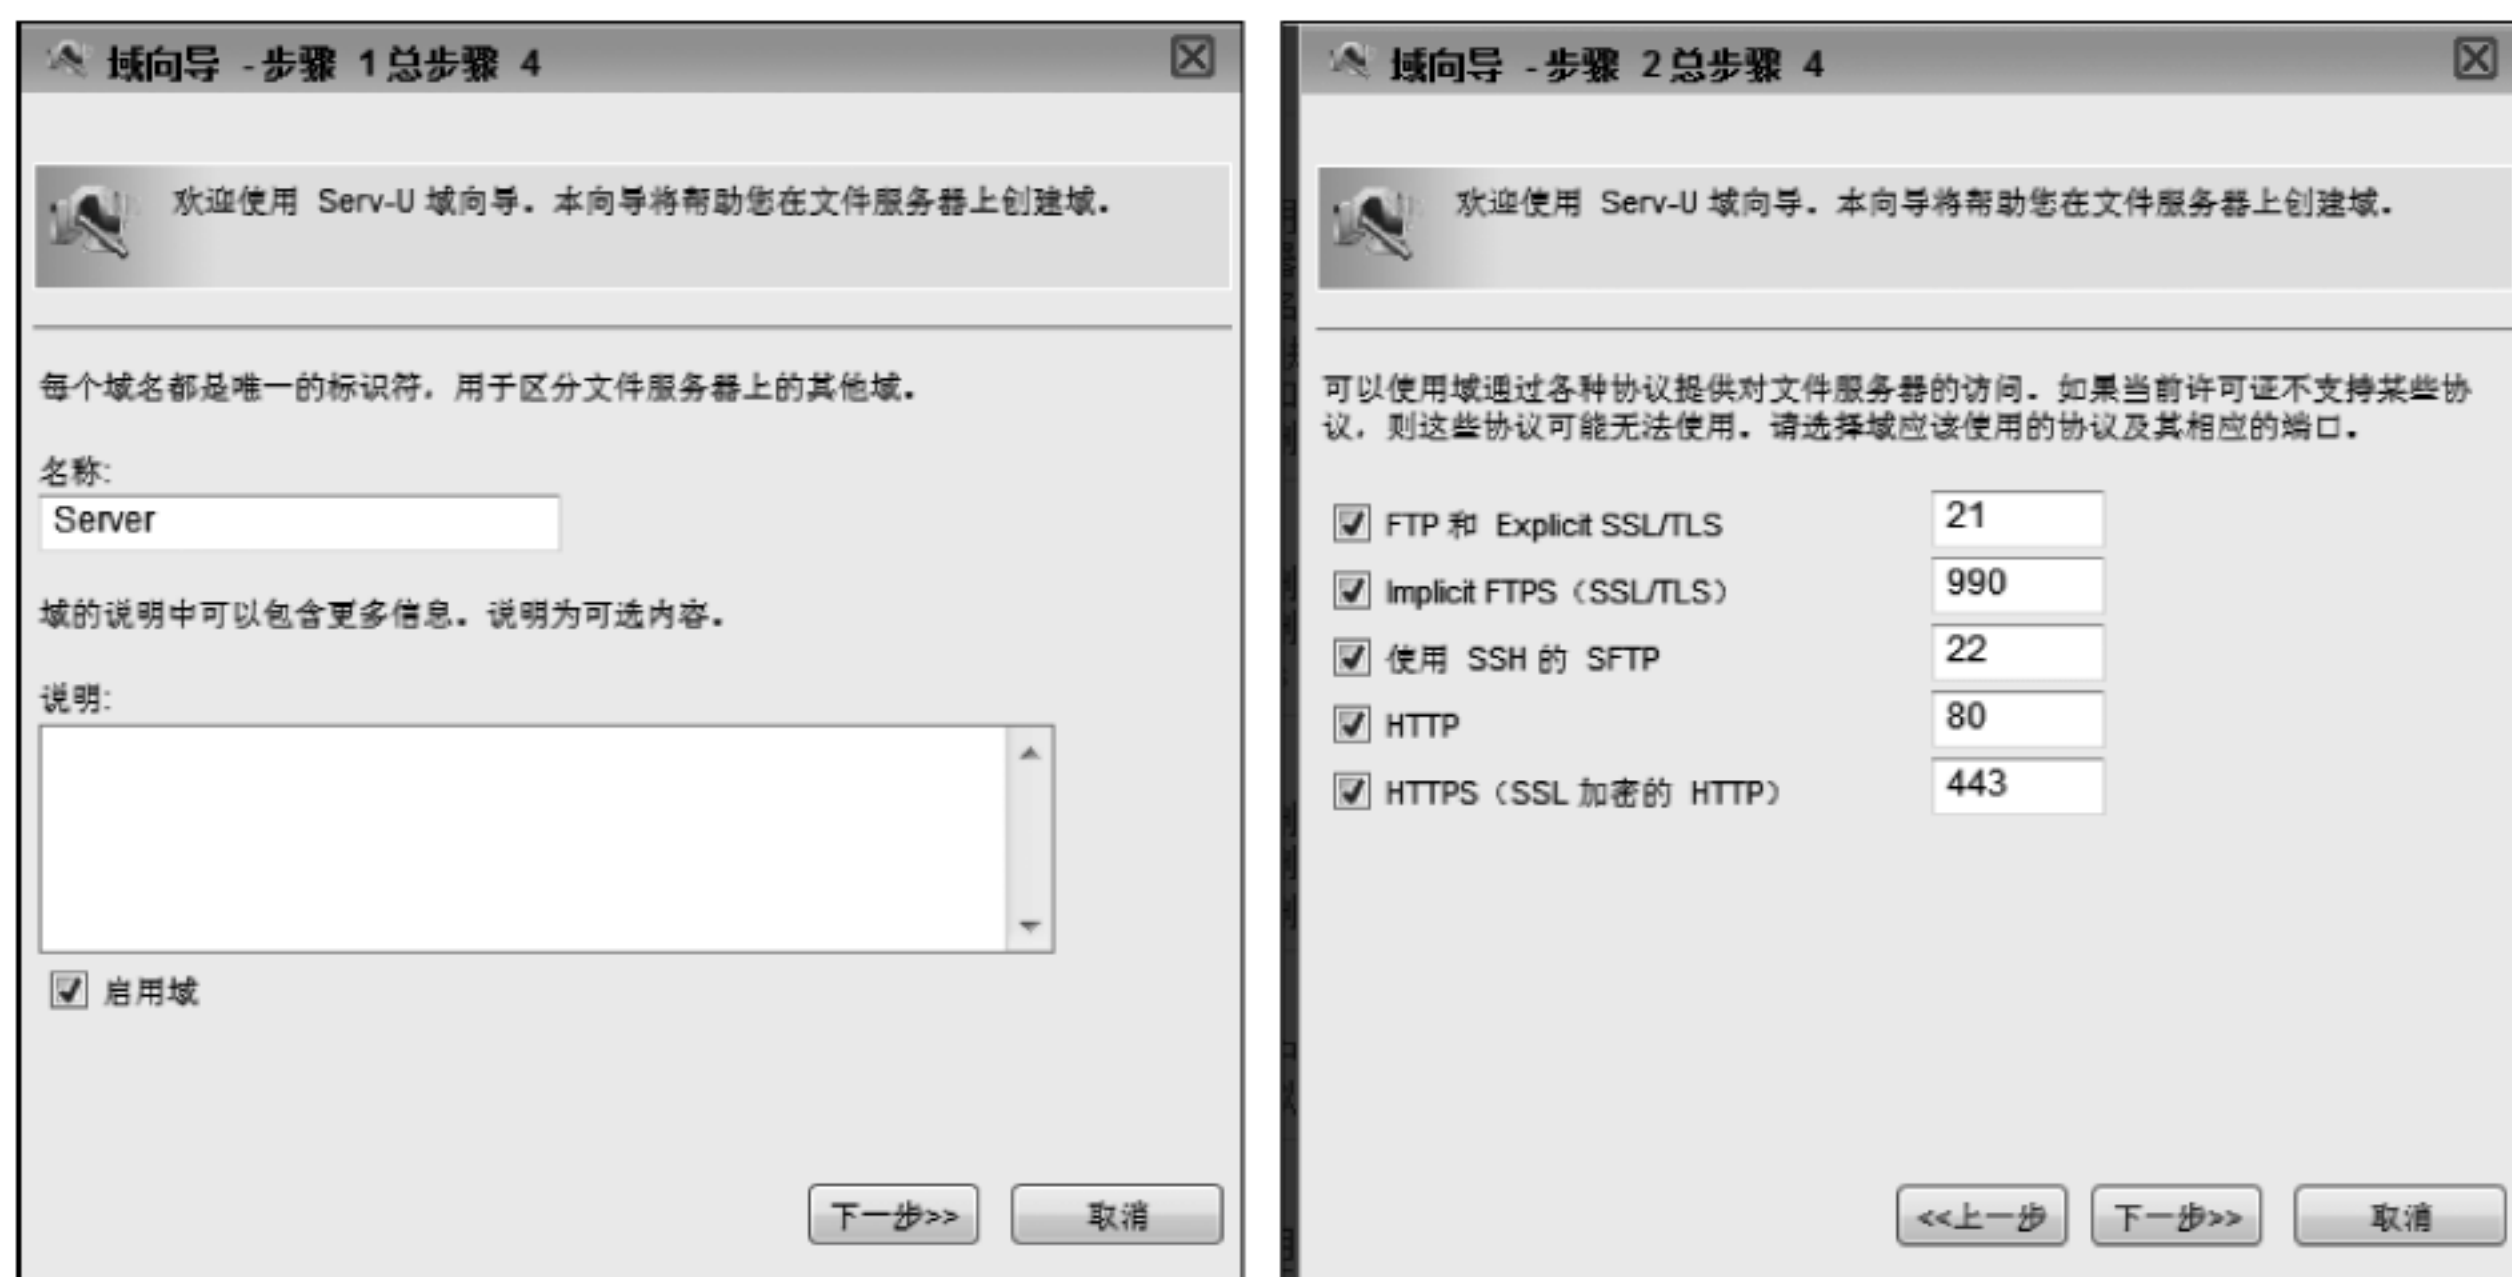 域向导 - 步骤 1总步骤 4
欢迎使用 Serv-U 域向导。本向导将帮助您在文件服务器上创建域。
每个域名都是唯一的标识符，用于区分文件服务器上的其他域。
名称:
Server
域的说明中可以包含更多信息。说明为可选内容。
说明:
启用域
下一步>>
取消
域向导 - 步骤 2总步骤 4
欢迎使用 Serv-U 域向导。本向导将帮助您在文件服务器上创建域。
可以使用域通过各种协议提供对文件服务器的访问。如果当前许可证不支持某些协
议，则这些协议可能无法使用。请选择域应该使用的协议及其相应的端口。
FTP 和 Explicit SSL/TLS 21
Implicit FTPS（SSL/TLS） 990
使用 SSH 的 SFTP 22
HTTP 80
HTTPS（SSL 加密的 HTTP） 443
<<上一步
下一步>>
取消